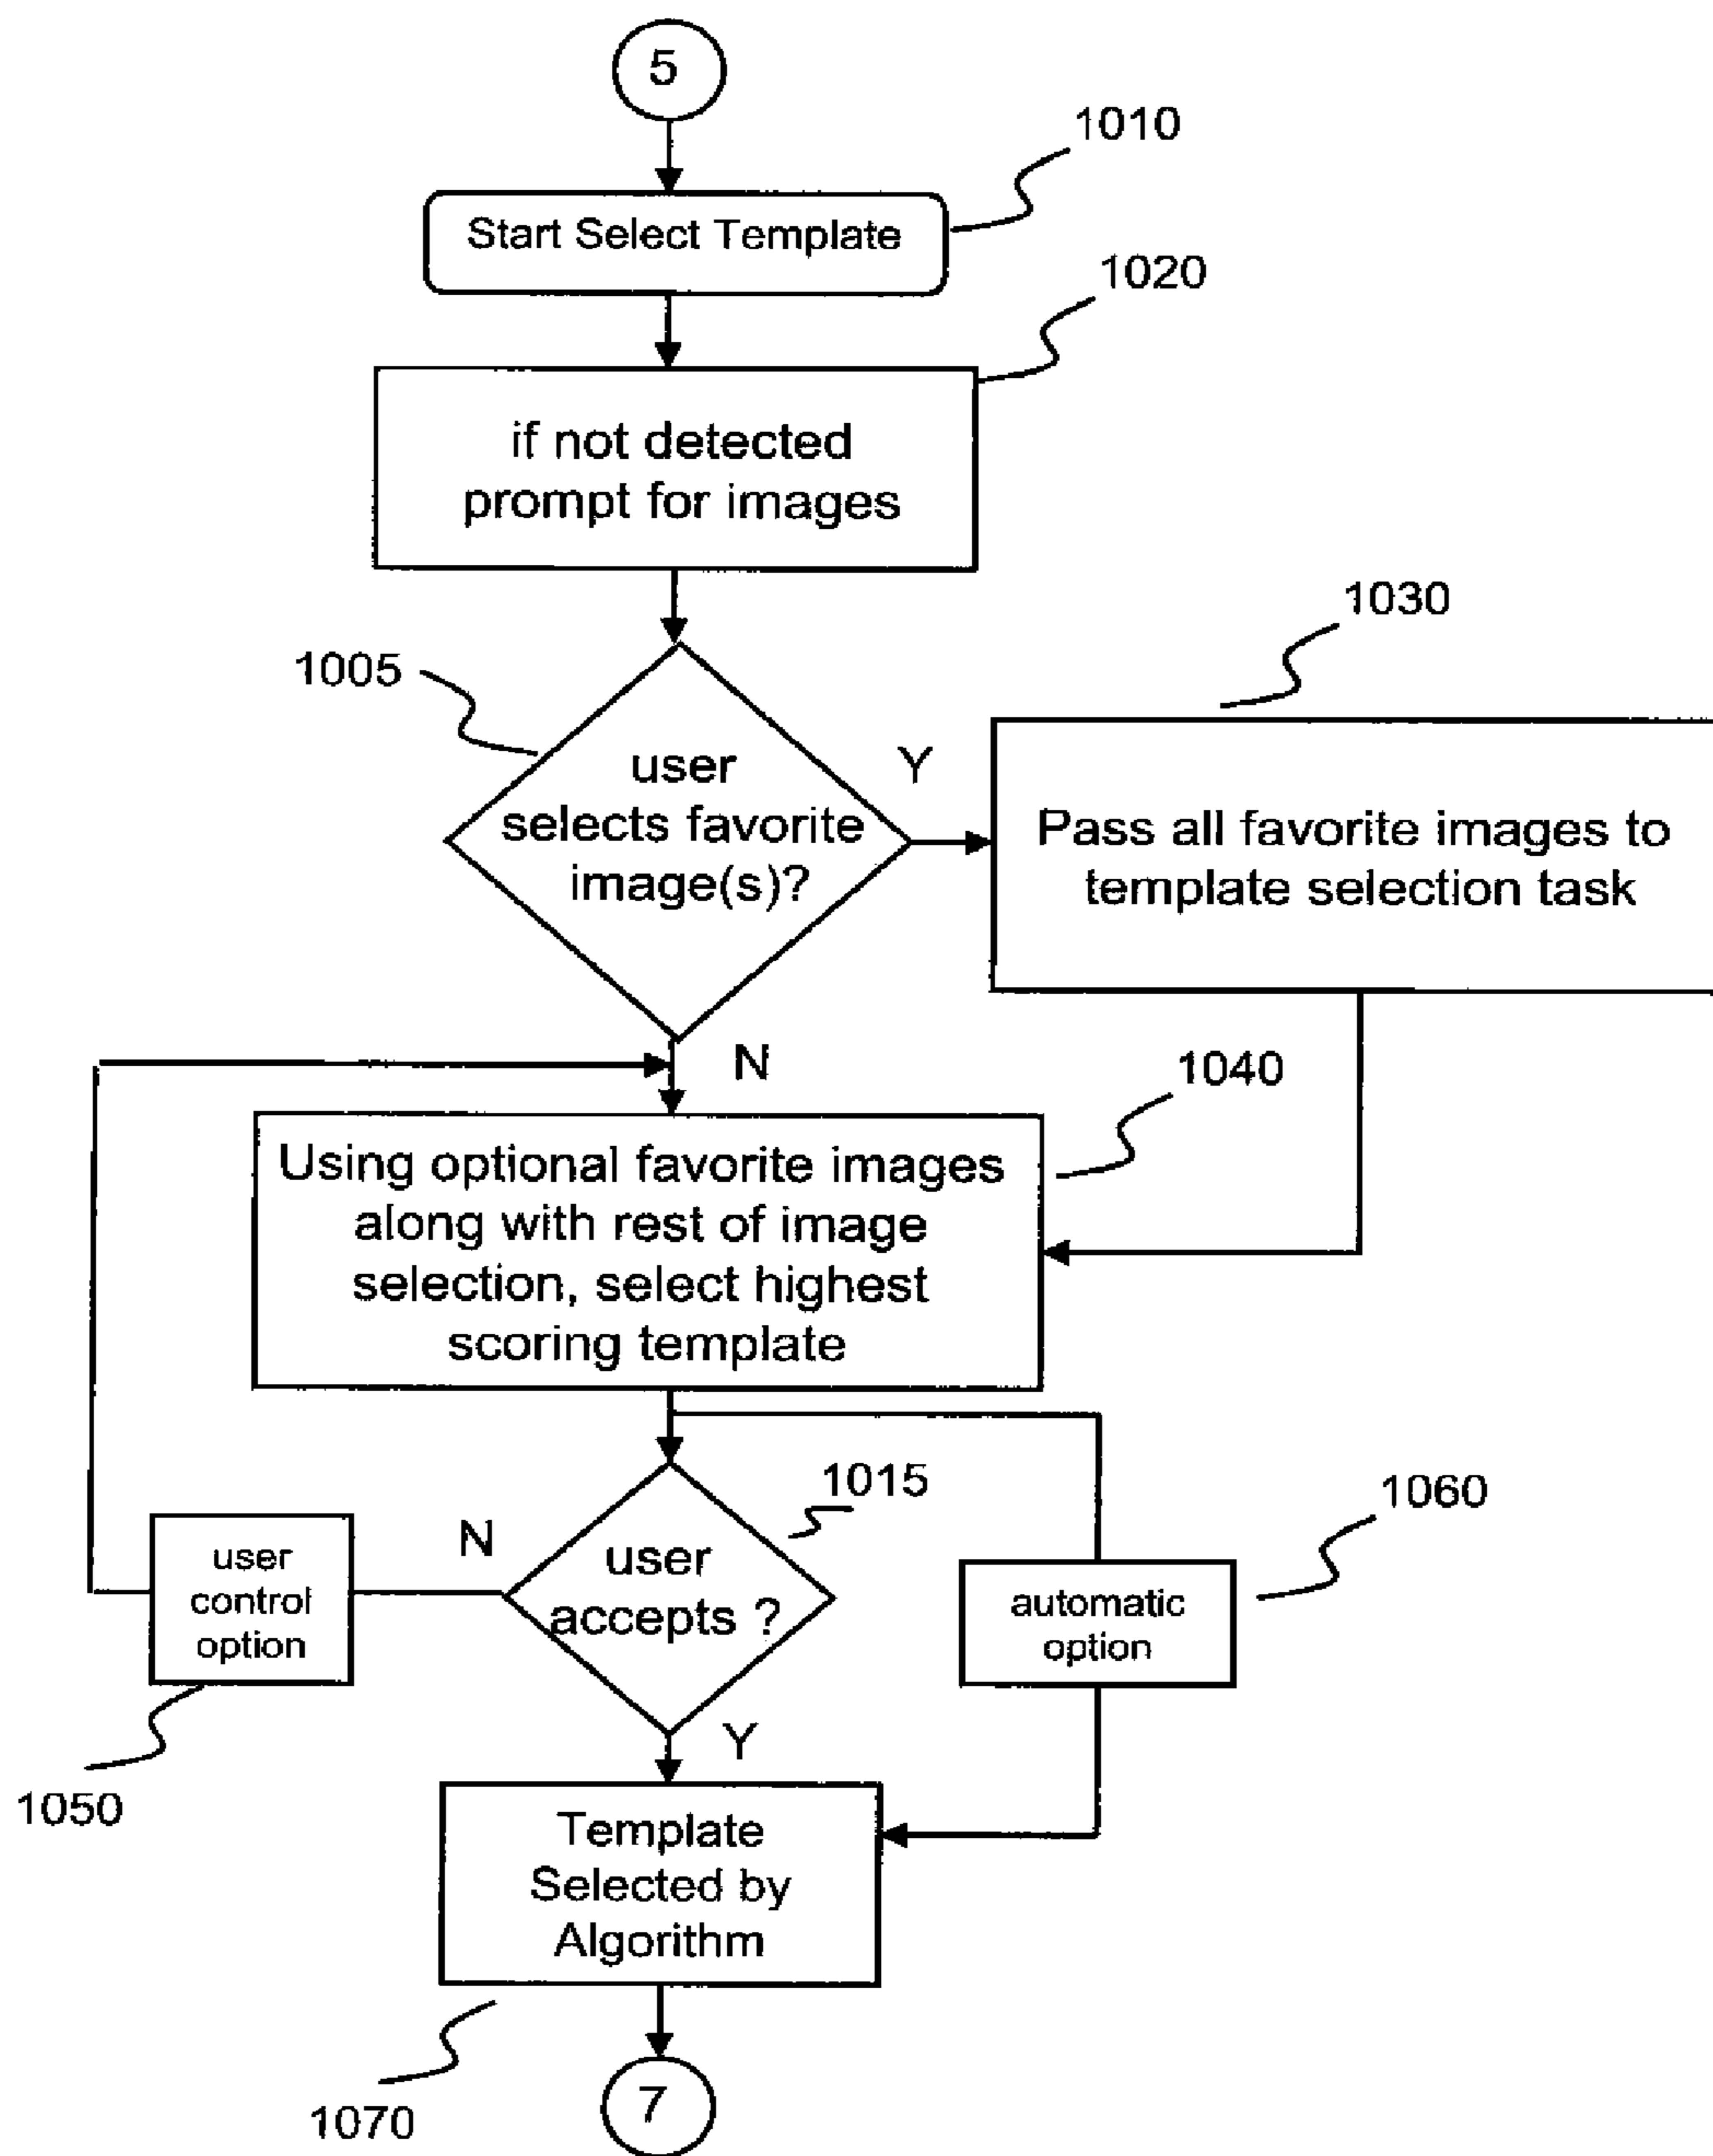 5
1010
Start Select Template
1020
if not detected
prompt for images
1030
1005
user
selects favorite
image(s)?
Y
Pass all favorite images to
template selection task
N
1040
Using optional favorite images
along with rest of image
selection, select highest
scoring template
1015
1060
N
user
accepts ?
user
control
option
automatic
option
Y
1050
Template
Selected by
Algorithm
1070
7